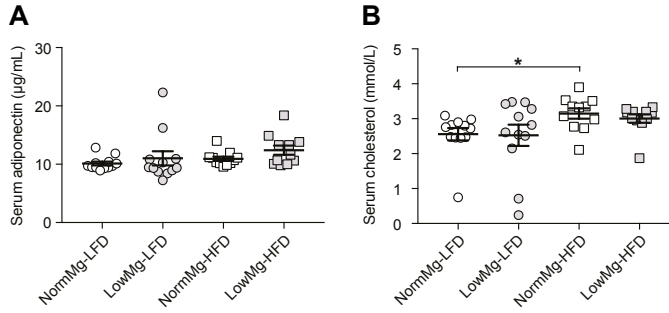 A
Serum adiponectin (µg/mL)
30
20
10
0
NormMg-LFD
LowMg-LFD
NormMg-HFD
LowMg-HFD
B
Serum cholesterol (mmol/L)
5
4
3
2
1
0
*
NormMg-LFD
LowMg-LFD
NormMg-HFD
LowMg-HFD